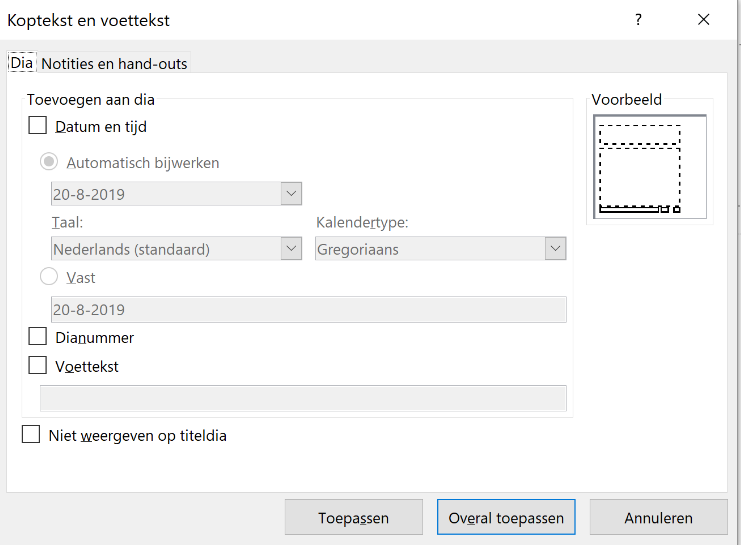 Koptekst en voettekst ?
Dia Notities en hand-outs
Toevoegen aan dia
Datum en tijd
Automatisch bijwerken
20-8-2019
Taal: Kalendertype:
Nederlands (standaard) Gregoriaans
Vast
20-8-2019
Dianummer
Voettekst
Niet weergeven op titeldia
Voorbeeld
Toepassen Overal toepassen Annuleren